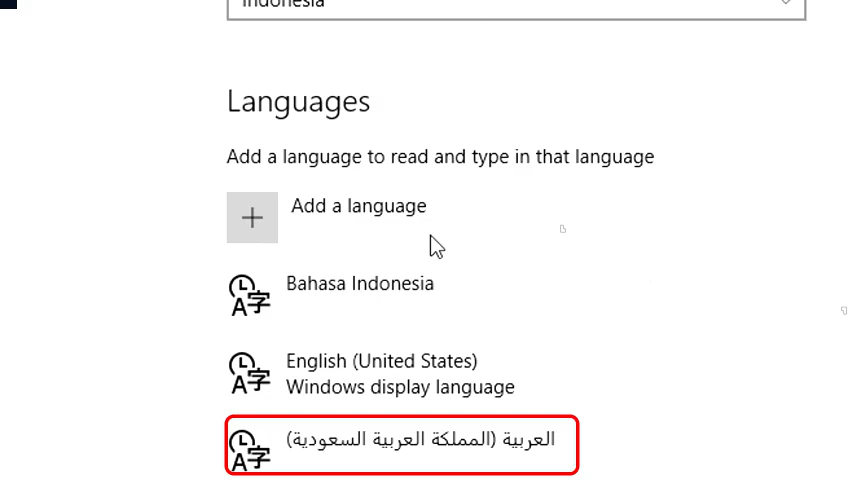 Indonesia
Languages
Add a language to read and type in that language
Add a language
Bahasa Indonesia
English (United States)
Windows display language
العربية (المملكة العربية السعودية)